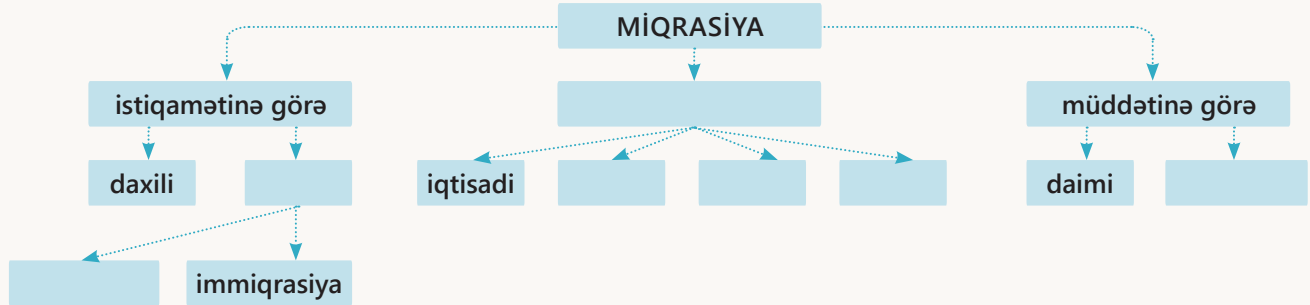 MİQRASİYA
istiqamətinə görə
müddətinə görə
daxili
iqtisadi
daimi
immiqrasiya